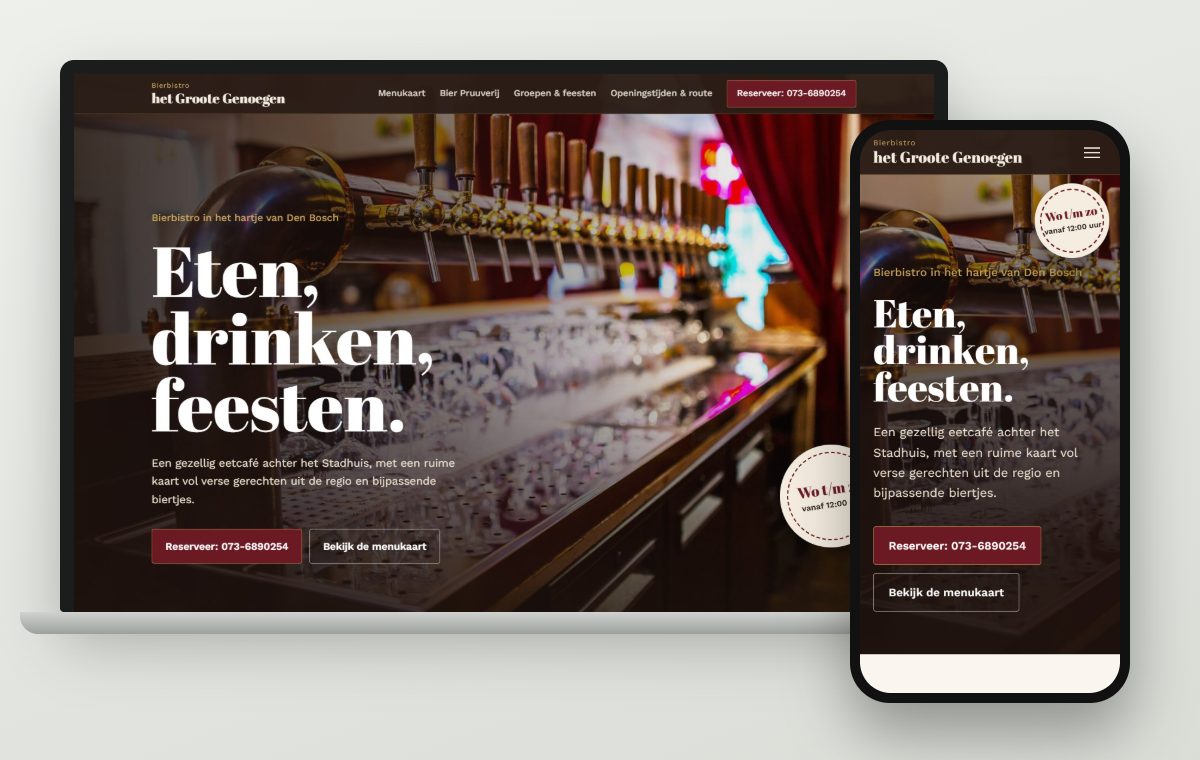 Bierbistro
het Groote Genoegen
Menukaart Bier Pruuverij Groepen & feesten Openingstijden & route Reserveer: 073-6890254
Bierbistro in het hartje van Den Bosch
Eten,
drinken,
feesten.
Een gezellig eetcafé achter het Stadhuis, met een ruime
kaart vol verse gerechten uit de regio en bijpassende
biertjes.
Reserveer: 073-6890254 Bekijk de menukaart
Wo t/m
vanaf 12:00
Bierbistro
het Groote Genoegen
Wo t/m zo
vanaf 12:00 uur
Bierbistro in het hartje van Den Bosch
Eten,
drinken,
feesten.
Een gezellig eetcafé achter het
Stadhuis, met een ruime kaart vol
verse gerechten uit de regio en
bijpassende biertjes.
Reserveer: 073-6890254
Bekijk de menukaart